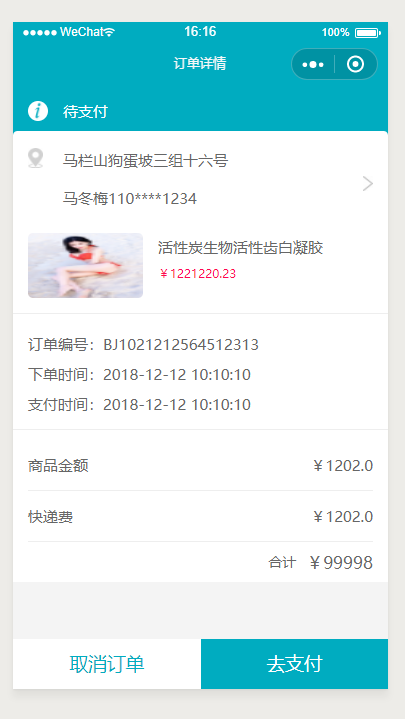 WeChat 16:16 100%
订单详情
待支付
马栏山狗蛋坡三组十六号
马冬梅110****1234
活性炭生物活性齿白凝胶
￥1221220.23
订单编号：BJ1021212564512313
下单时间：2018-12-12 10:10:10
支付时间：2018-12-12 10:10:10
商品金额 ￥1202.0
快递费 ￥1202.0
合计 ￥99998
取消订单 去支付